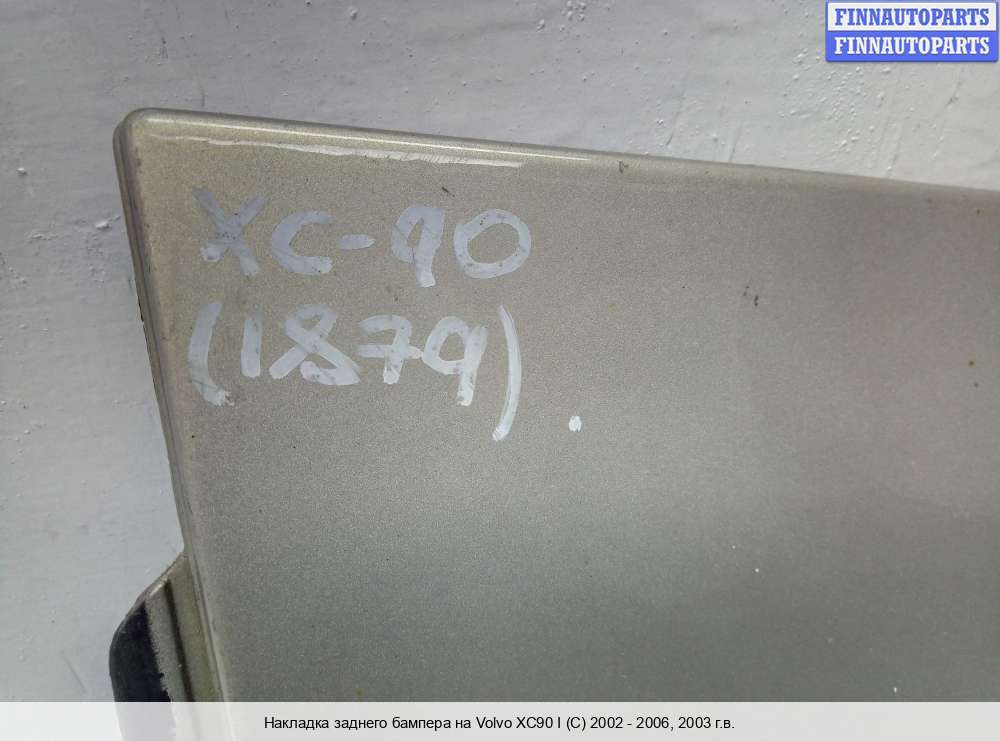 FINNAUTOPARTS
FINNAUTOPARTS
XC-90
(1879).
Накладка заднего бампера на Volvo XC90 I (C) 2002 - 2006, 2003 г.в.